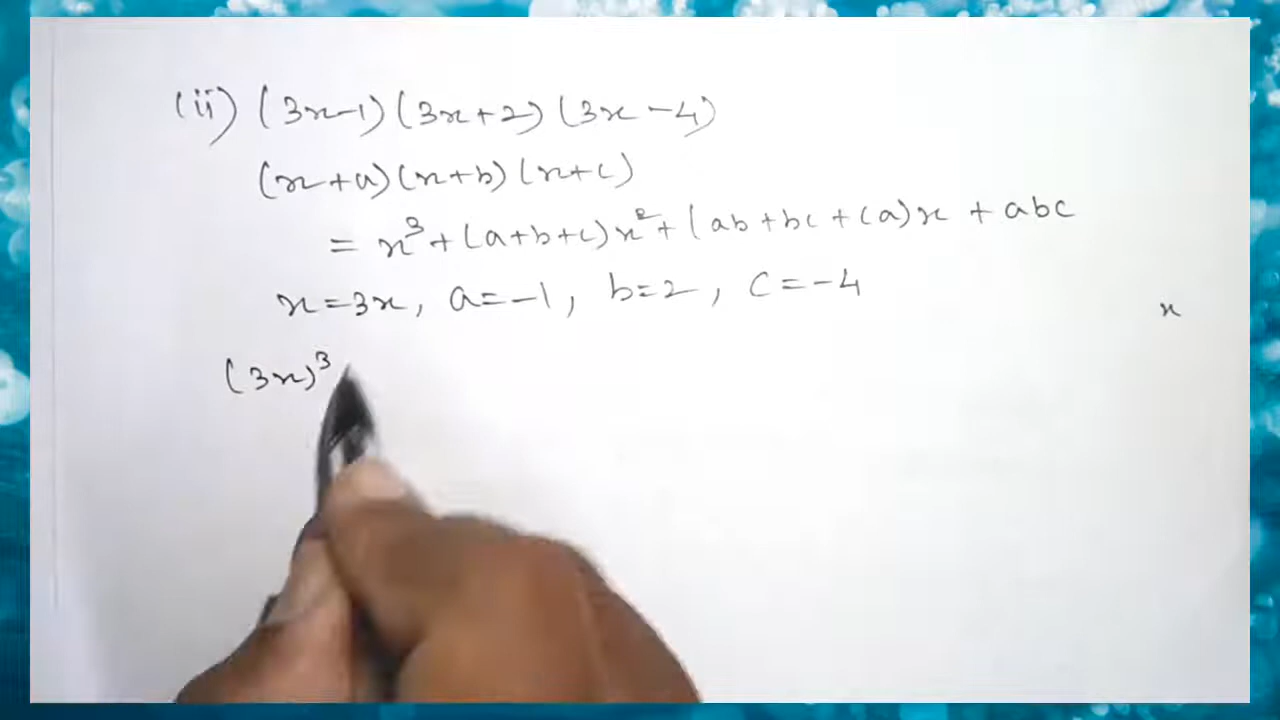 (ii) (3x-1)(3x+2)(3x-4)
(x+a)(x+b)(x+c)
= x³+(a+b+c)x²+(ab+bc+ca)x + abc
x=3x, a=-1, b=2, c=-4
x
(3x)³